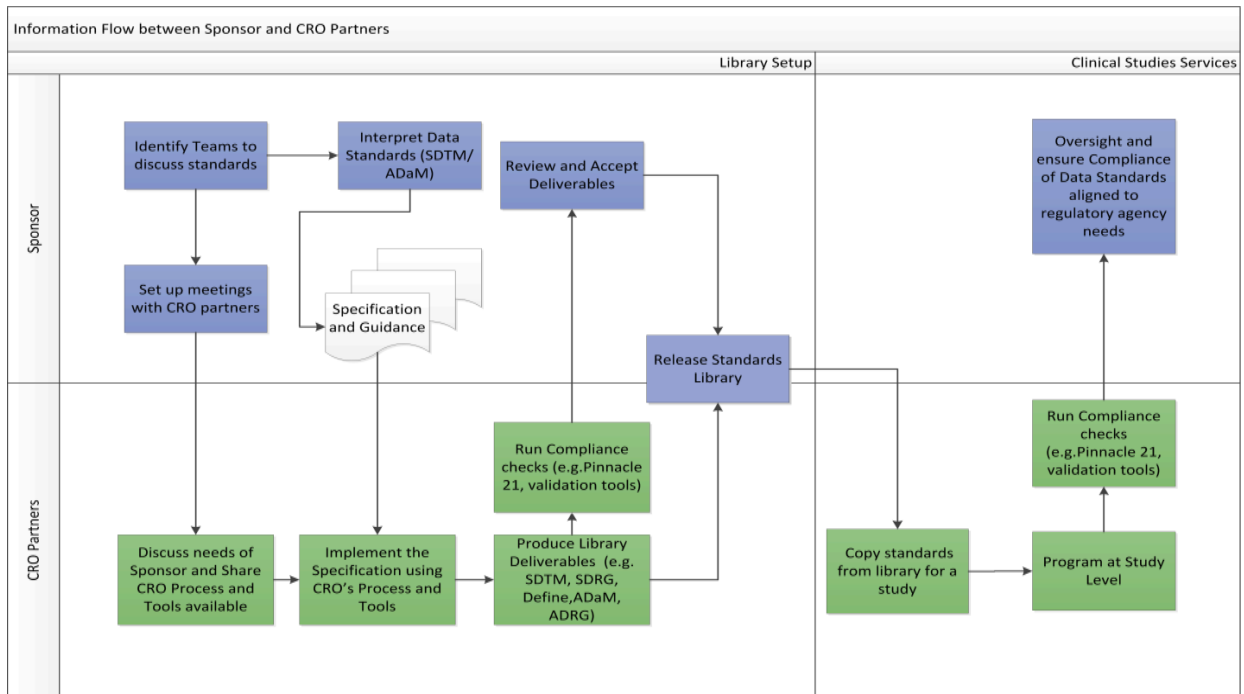 Information Flow between Sponsor and CRO Partners
Library Setup
Clinical Studies Services
Sponsor
Identify Teams to
discuss standards
Interpret Data
Standards (SDTM/
ADaM)
Review and Accept
Deliverables
Oversight and
ensure Compliance
of Data Standards
aligned to
regulatory agency
needs
Set up meetings
with CRO partners
Specification
and Guidance
Release Standards
Library
CRO Partners
Run Compliance
checks (e.g.Pinnacle
21, validation tools)
Run Compliance
checks
(e.g.Pinnacle 21,
validation tools)
Discuss needs of
Sponsor and Share
CRO Process and
Tools available
Implement the
Specification using
CRO's Process and
Tools
Produce Library
Deliverables (e.g.
SDTM, SDRG,
Define,ADaM,
ADRG)
Copy standards
from library for a
study
Program at Study
Level